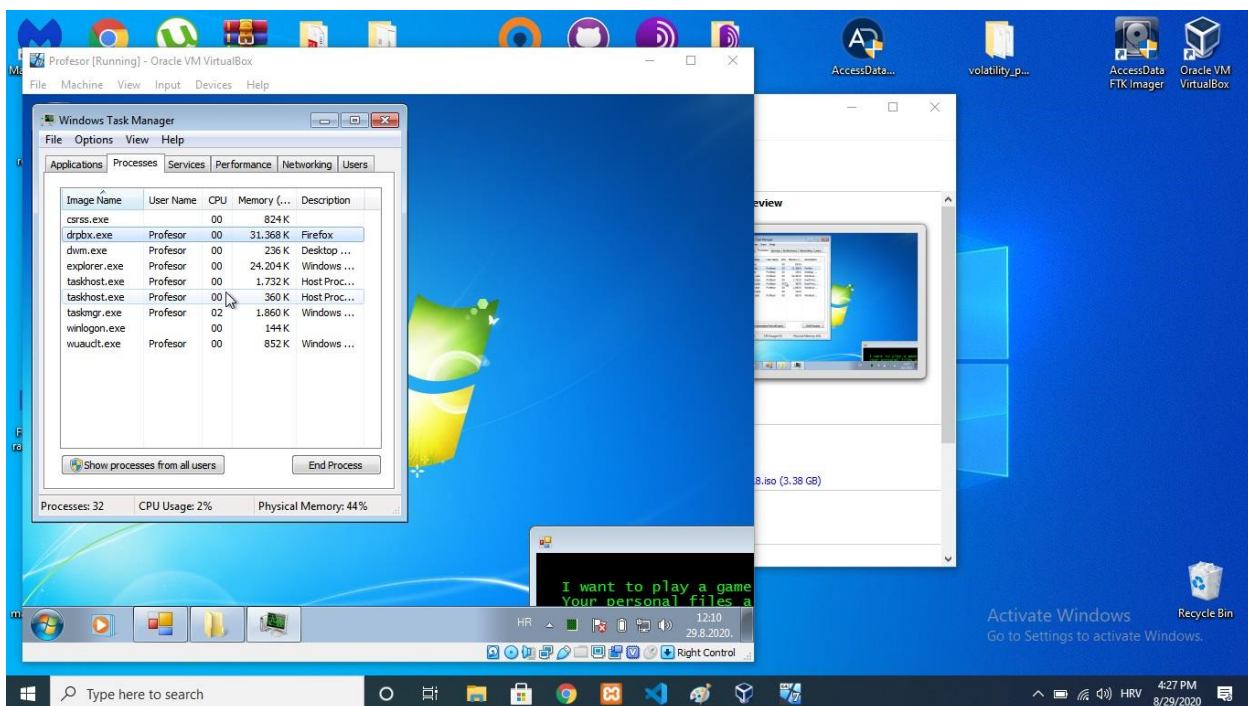 Profesor [Running] - Oracle VM VirtualBox
File Machine View Input Devices Help
AccessData...
volatility_p...
AccessData FTK Imager
Oracle VM VirtualBox
Windows Task Manager
File Options View Help
Applications Processes Services Performance Networking Users
Image Name User Name CPU Memory (... Description
csrss.exe 00 824 K
drpbx.exe Profesor 00 31.368 K Firefox
dwm.exe Profesor 00 236 K Desktop ...
explorer.exe Profesor 00 24.204 K Windows ...
taskhost.exe Profesor 00 1.732 K Host Proc...
taskhost.exe Profesor 00 360 K Host Proc...
taskmgr.exe Profesor 02 1.860 K Windows ...
winlogon.exe 00 144 K
wuauclt.exe Profesor 00 852 K Windows ...
Show processes from all users End Process
Processes: 32 CPU Usage: 2% Physical Memory: 44%
eview
8.iso (3.38 GB)
I want to play a game
Your personal files a
HR 12:10
29.8.2020.
Right Control
Activate Windows
Go to Settings to activate Windows.
Recycle Bin
Type here to search
HRV 4:27 PM
8/29/2020